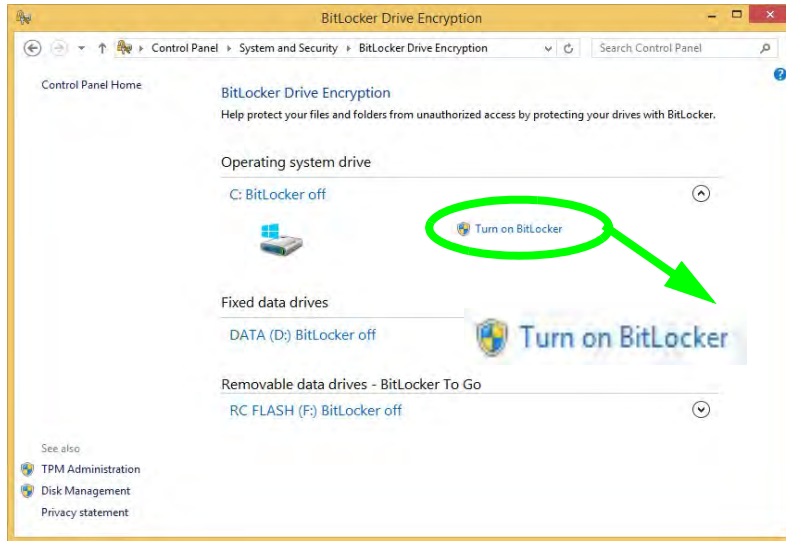 BitLocker Drive Encryption
Control Panel System and Security BitLocker Drive Encryption Search Control Panel
Control Panel Home
BitLocker Drive Encryption
Help protect your files and folders from unauthorized access by protecting your drives with BitLocker.
Operating system drive
C: BitLocker off
Turn on BitLocker
Fixed data drives
DATA (D:) BitLocker off
Turn on BitLocker
Removable data drives - BitLocker To Go
RC FLASH (F:) BitLocker off
See also
TPM Administration
Disk Management
Privacy statement